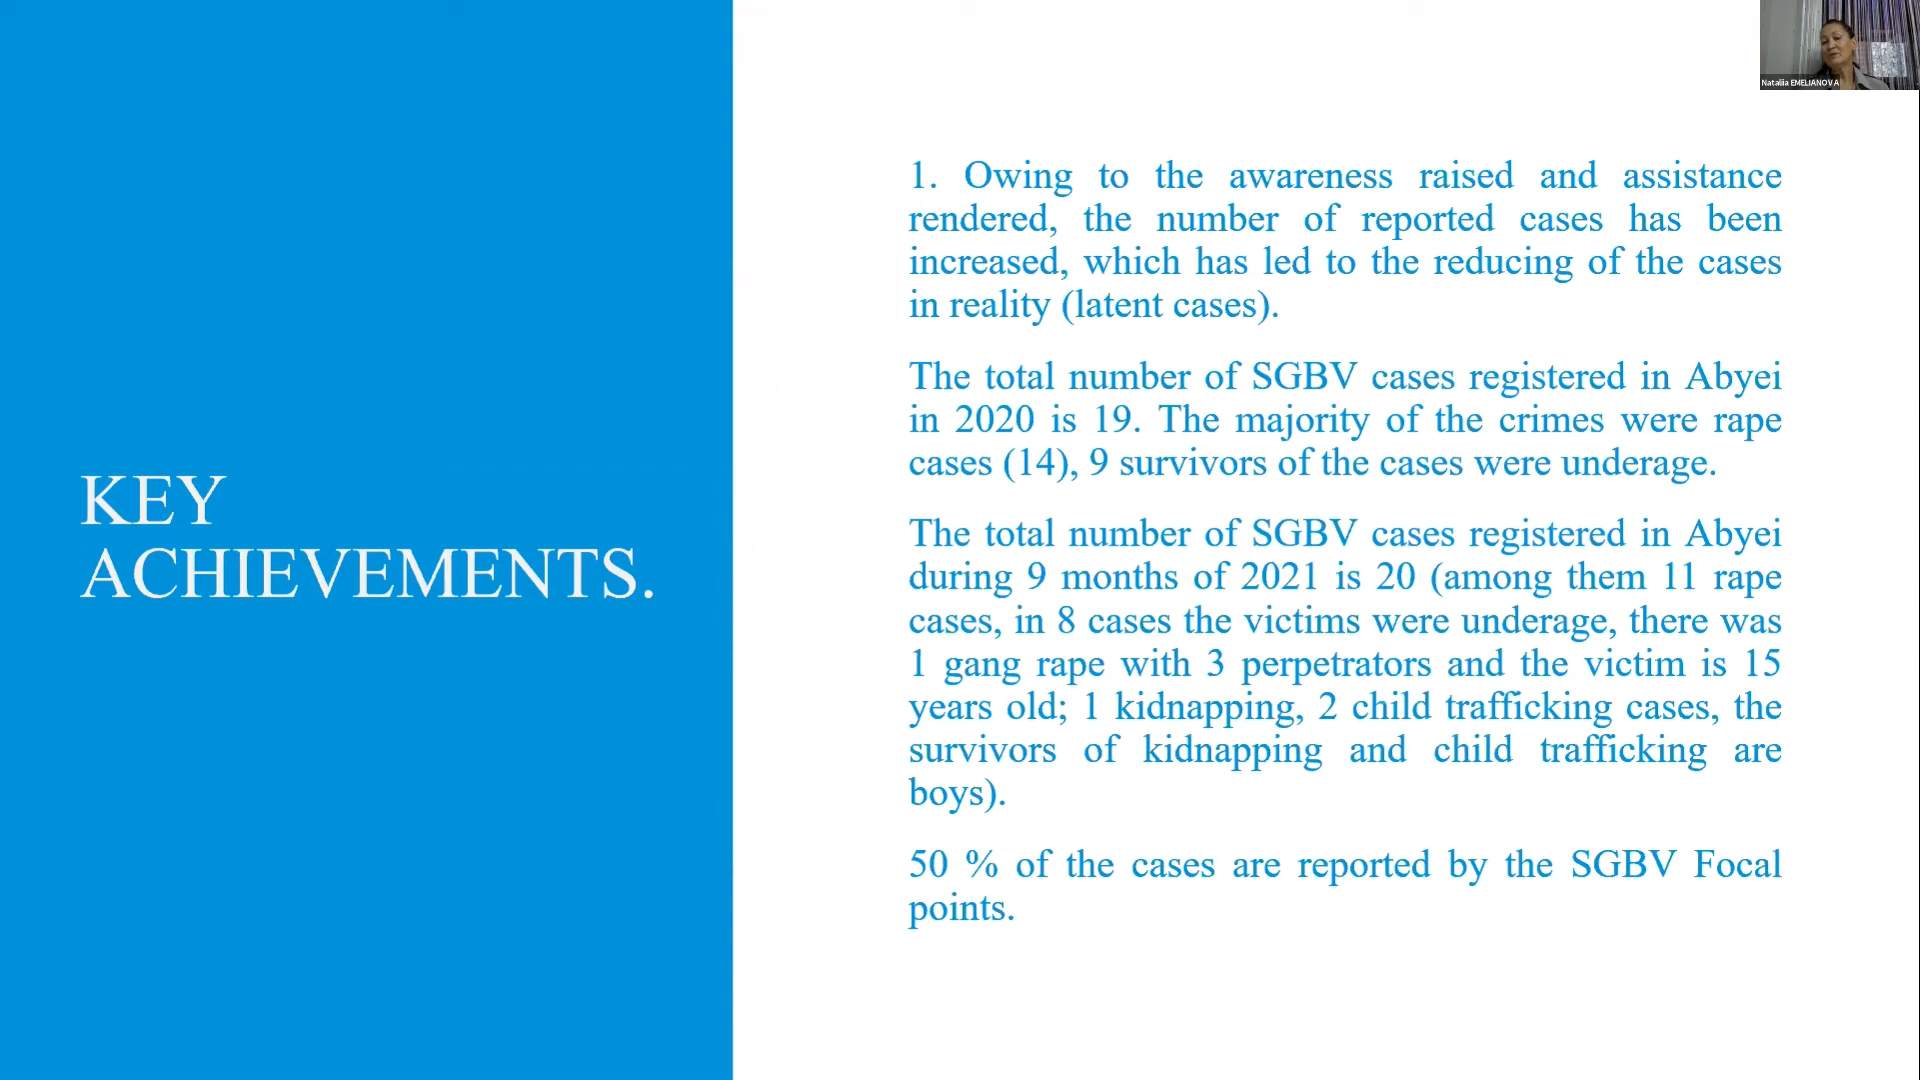 Nataliia EMELIANOVA
1. Owing to the awareness raised and assistance
rendered, the number of reported cases has been
increased, which has led to the reducing of the cases
in reality (latent cases).
The total number of SGBV cases registered in Abyei
in 2020 is 19. The majority of the crimes were rape
cases (14), 9 survivors of the cases were underage.
KEY
ACHIEVEMENTS.
The total number of SGBV cases registered in Abyei
during 9 months of 2021 is 20 (among them 11 rape
cases, in 8 cases the victims were underage, there was
1 gang rape with 3 perpetrators and the victim is 15
years old; 1 kidnapping, 2 child trafficking cases, the
survivors of kidnapping and child trafficking are
boys).
50 % of the cases are reported by the SGBV Focal
points.